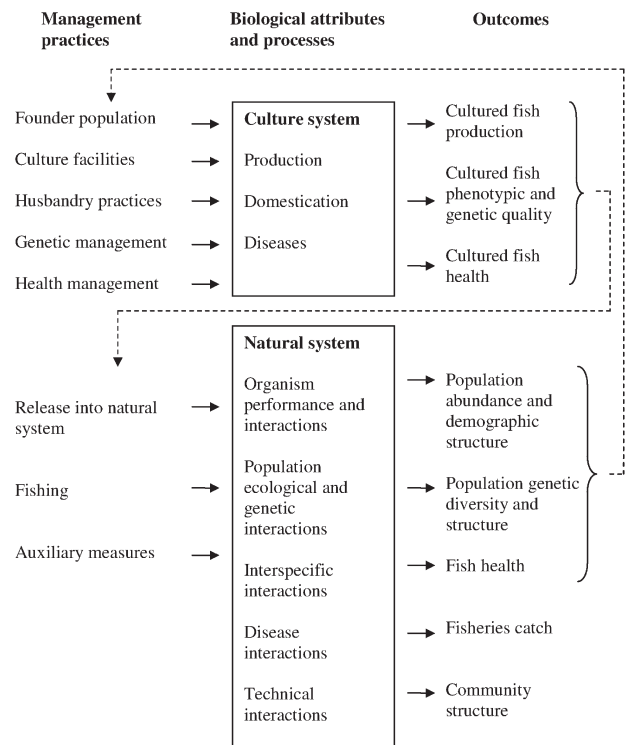 Management
practices
Biological attributes
and processes
Outcomes
Founder population
Culture facilities
Husbandry practices
Genetic management
Health management
Culture system
Production
Domestication
Diseases
Cultured fish
production
Cultured fish
phenotypic and
genetic quality
Cultured fish
health
Release into natural
system
Fishing
Auxiliary measures
Natural system
Organism
performance and
interactions
Population
ecological and
genetic
interactions
Interspecific
interactions
Disease
interactions
Technical
interactions
Population
abundance and
demographic
structure
Population genetic
diversity and
structure
Fish health
Fisheries catch
Community
structure